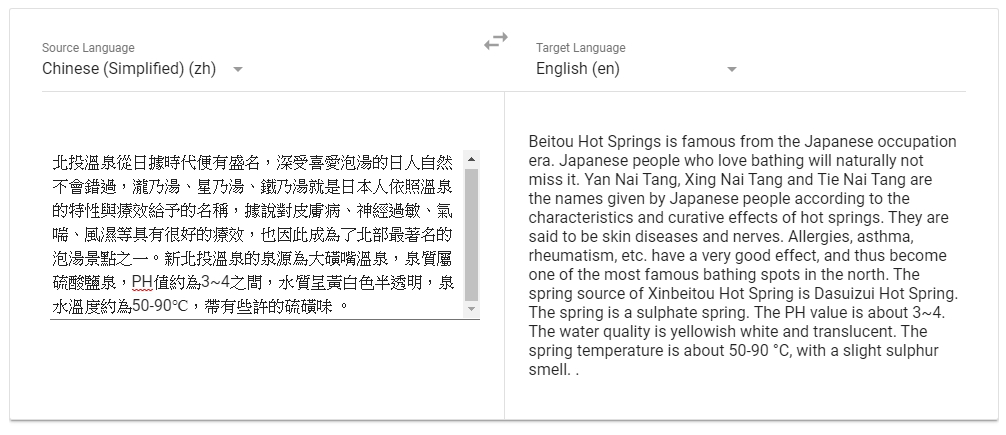 Source Language
Chinese (Simplified) (zh)
Target Language
English (en)
北投溫泉從日據時代便有盛名，深受喜愛泡湯的日人自然
不會錯過，瀧乃湯、星乃湯、鐵乃湯就是日本人依照溫泉
的特性與療效給予的名稱，據說對皮膚病、神經過敏、氣
喘、風濕等具有很好的療效，也因此成為了北部最著名的
泡湯景點之一。新北投溫泉的泉源為大磺嘴溫泉，泉質屬
硫酸鹽泉，PH值約為3~4之間，水質呈黃白色半透明，泉
水溫度約為50-90℃，帶有些許的硫磺味 。
Beitou Hot Springs is famous from the Japanese occupation
era. Japanese people who love bathing will naturally not
miss it. Yan Nai Tang, Xing Nai Tang and Tie Nai Tang are
the names given by Japanese people according to the
characteristics and curative effects of hot springs. They are
said to be skin diseases and nerves. Allergies, asthma,
rheumatism, etc. have a very good effect, and thus become
one of the most famous bathing spots in the north. The
spring source of Xinbeitou Hot Spring is Dasuizui Hot Spring.
The spring is a sulphate spring. The PH value is about 3~4.
The water quality is yellowish white and translucent. The
spring temperature is about 50-90 °C, with a slight sulphur
smell. .